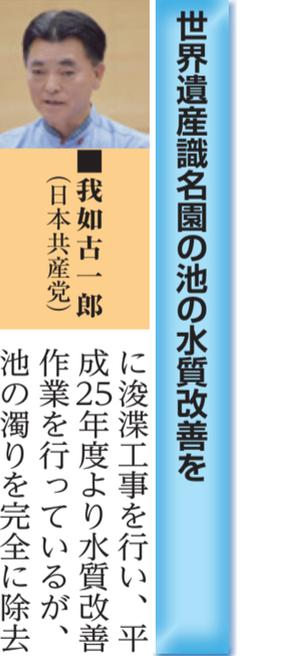 世界遺産識名園の池の水質改善を
■我如古一郎
(日本共産党)
に浚渫工事を行い、平
成25年度より水質改善
作業を行っているが、
池の濁りを完全に除去